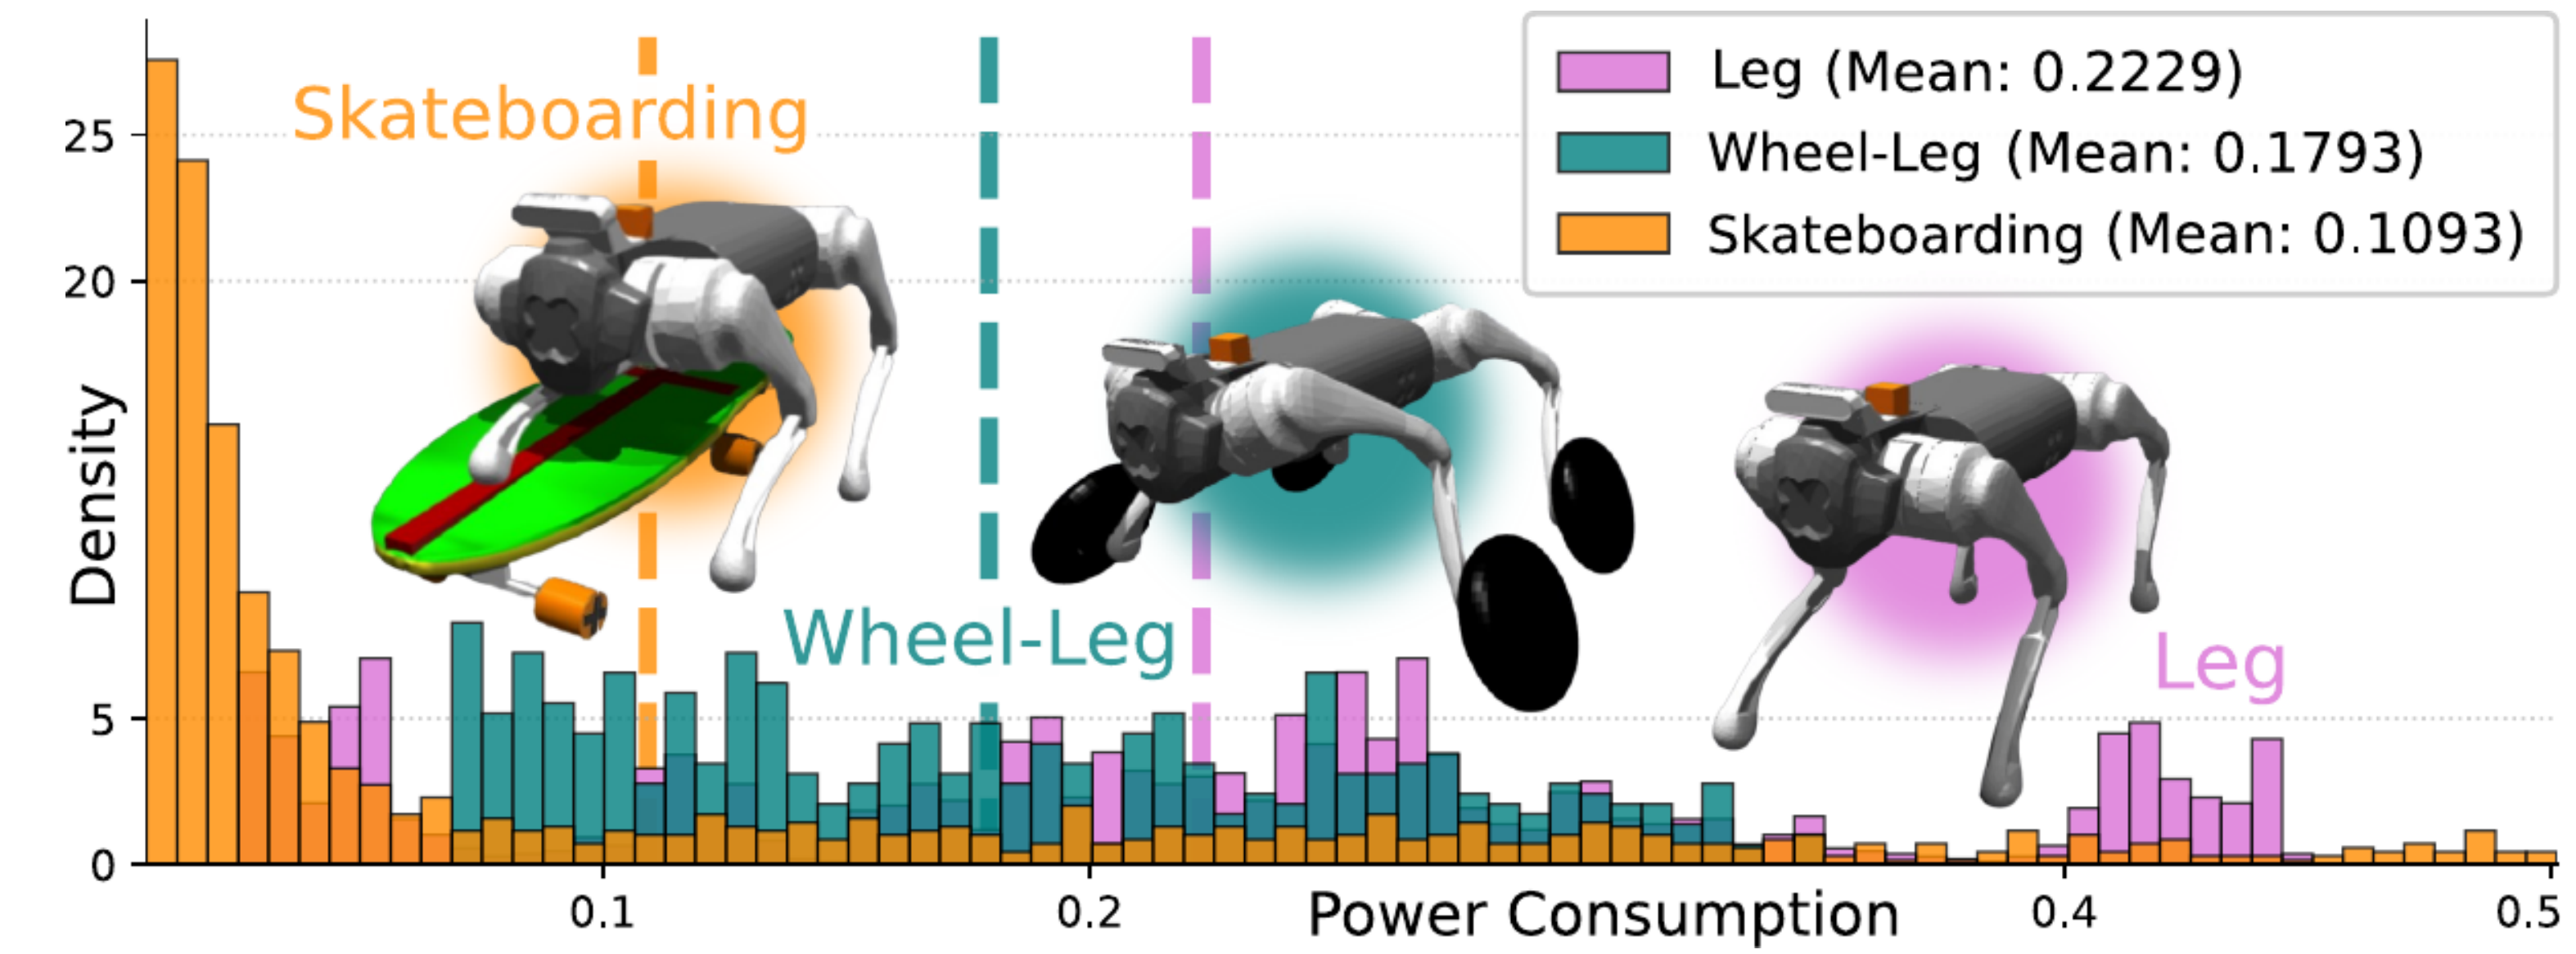 Leg (Mean: 0.2229)
Wheel-Leg (Mean: 0.1793)
Skateboarding (Mean: 0.1093)
Skateboarding
Wheel-Leg
Leg
Density
25
20
5
0
0.1
0.2
Power Consumption
0.4
0.5